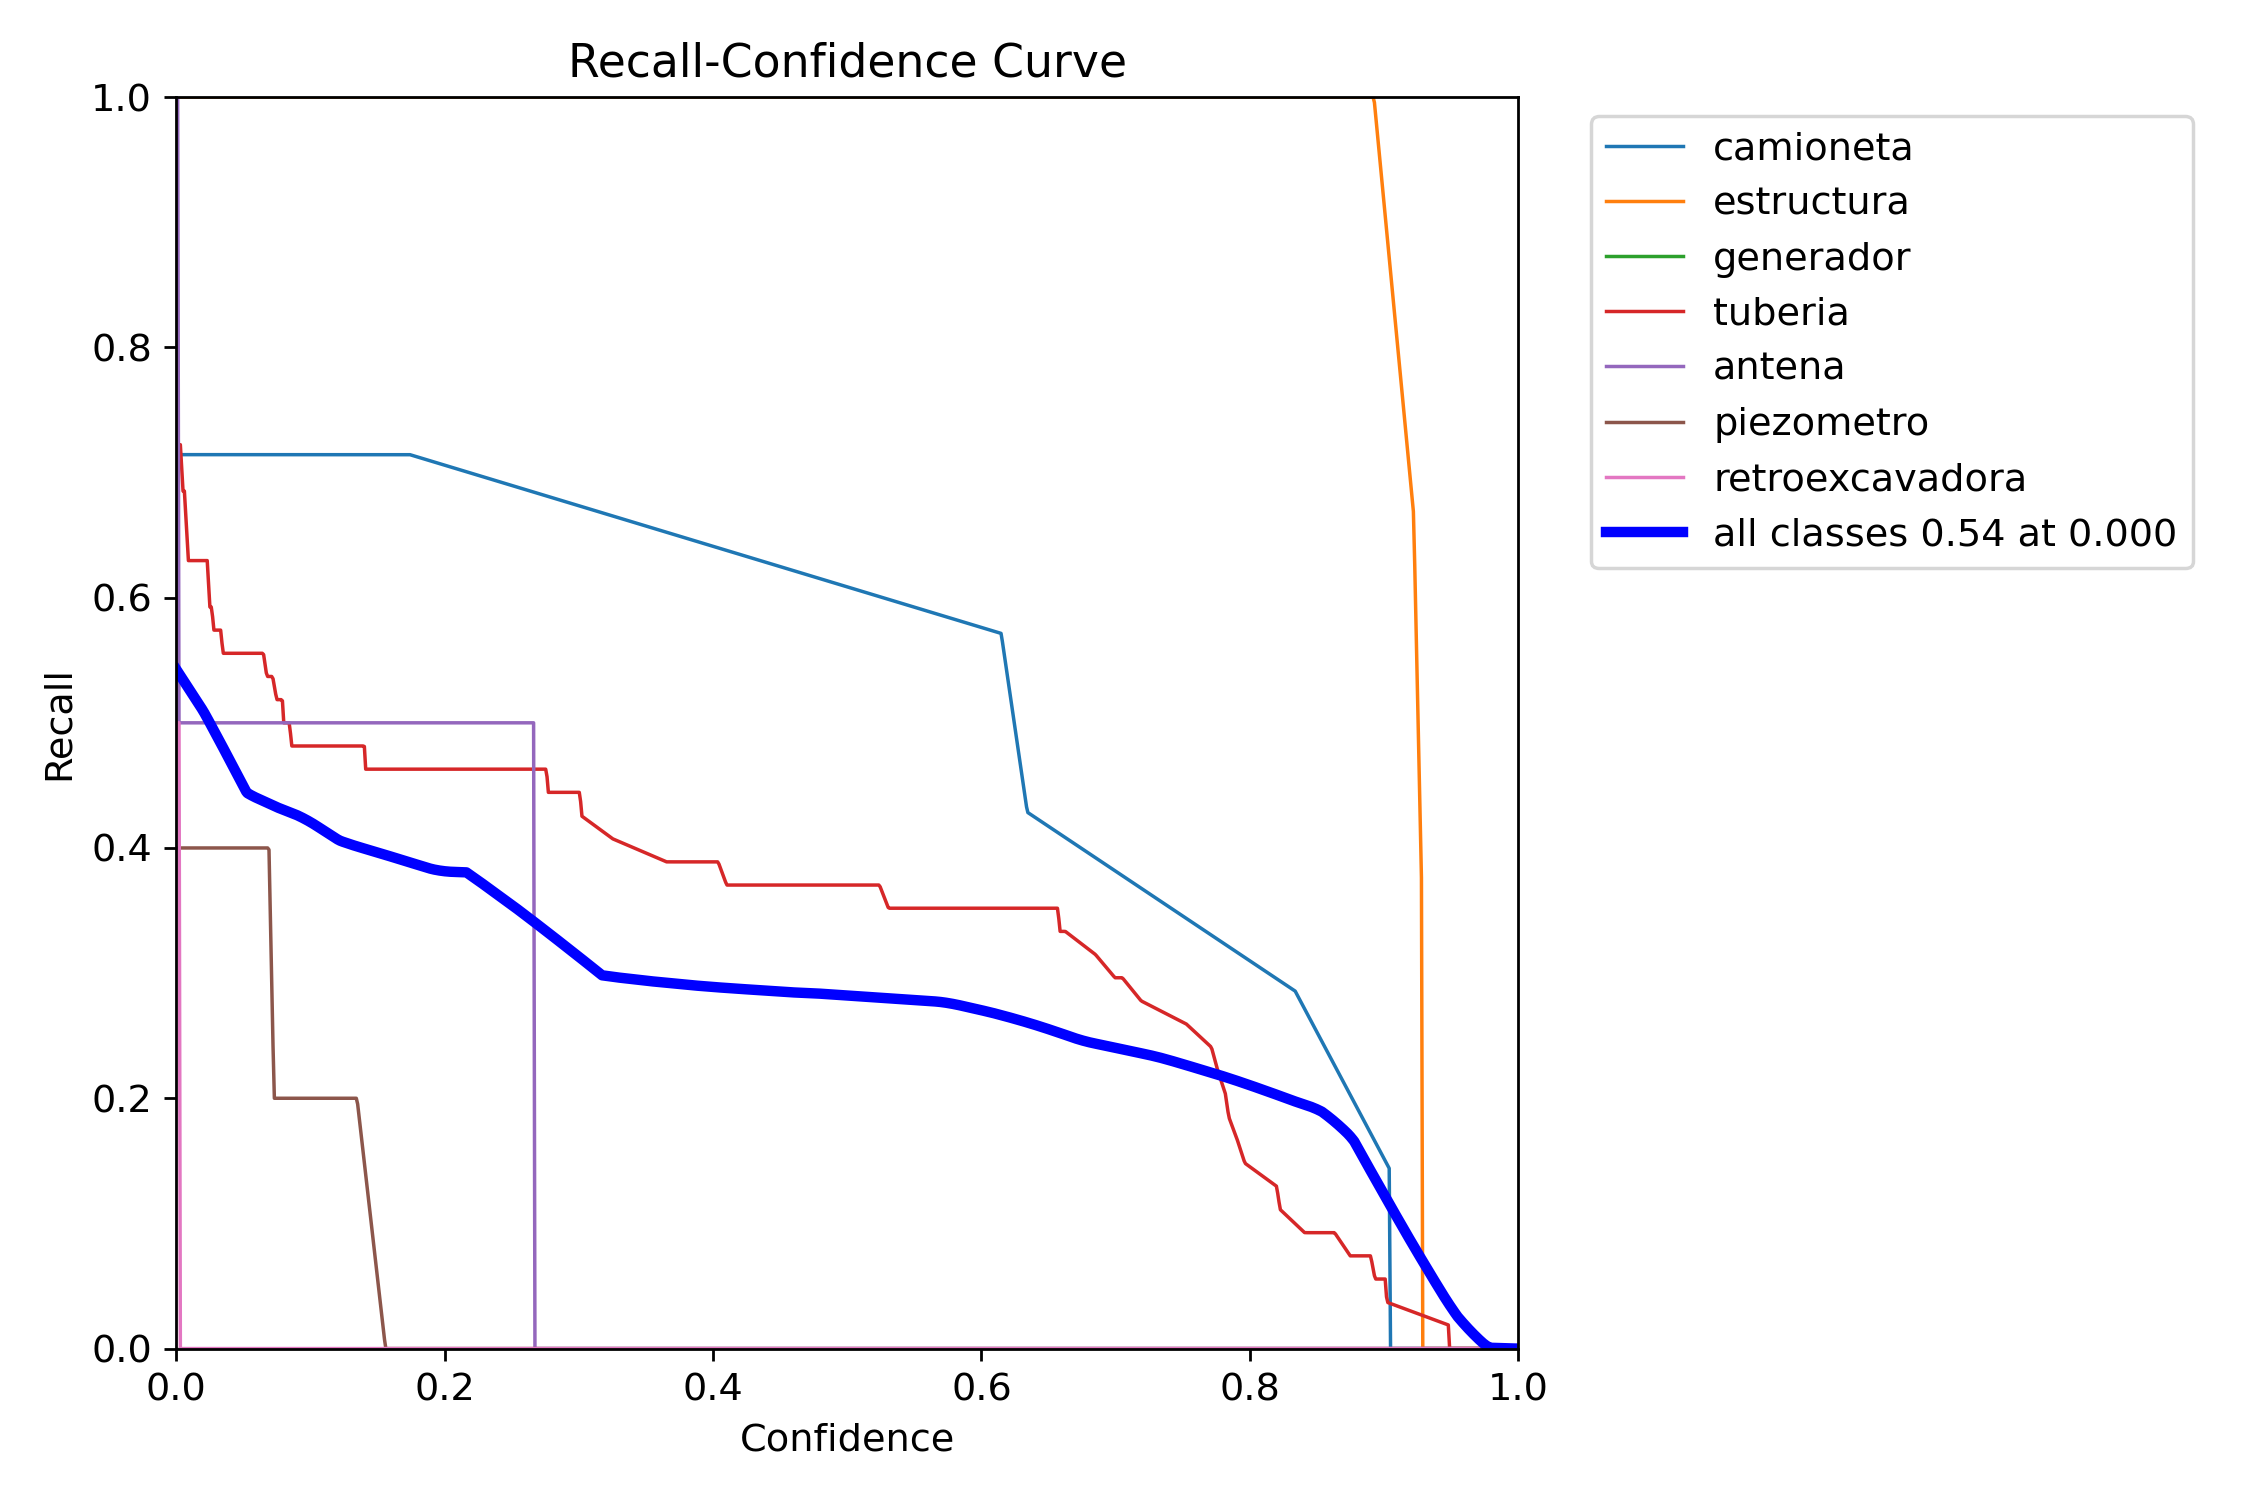 Recall-Confidence Curve
1.0
0.8
0.6
0.4
0.2
0.0
Recall
0.0 0.2 0.4 0.6 0.8 1.0
Confidence
camioneta
estructura
generador
tuberia
antena
piezometro
retroexcavadora
all classes 0.54 at 0.000